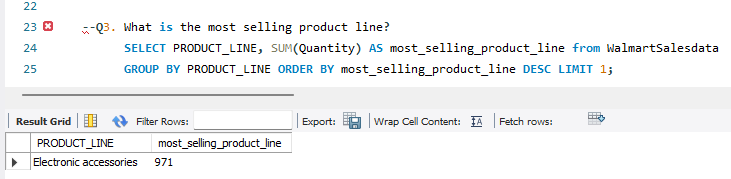 22
23 --Q3. What is the most selling product line?
24 SELECT PRODUCT_LINE, SUM(Quantity) AS most_selling_product_line from WalmartSalesdata
25 GROUP BY PRODUCT_LINE ORDER BY most_selling_product_line DESC LIMIT 1;
Result Grid Filter Rows: Export: Wrap Cell Content: IA Fetch rows:
PRODUCT_LINE most_selling_product_line
Electronic accessories 971